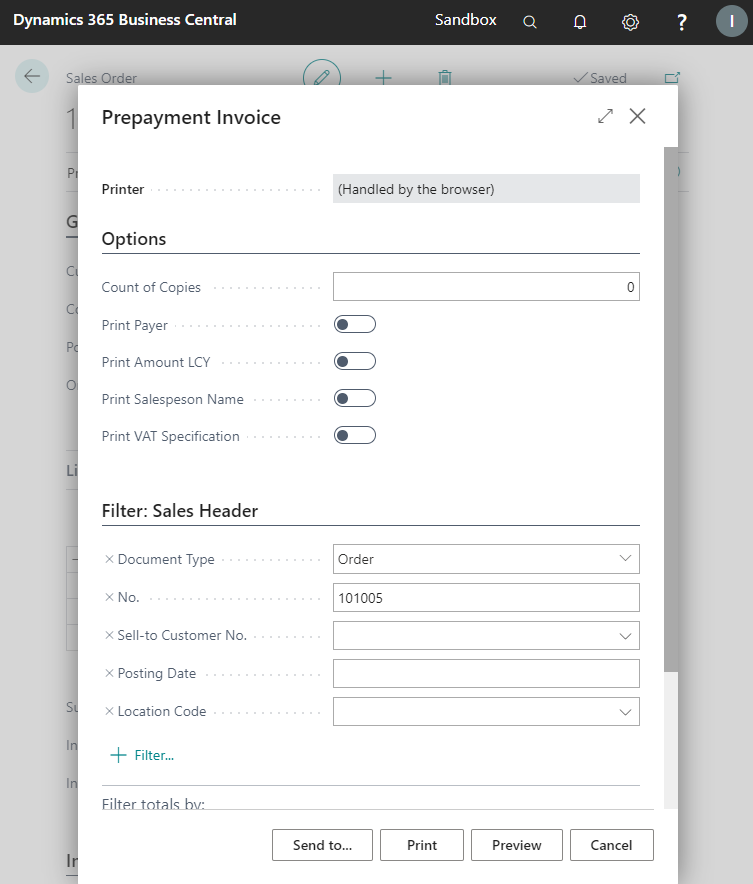 Dynamics 365 Business Central
Sandbox
I
Sales Order
Saved
Prepayment Invoice
Printer
(Handled by the browser)
Options
Count of Copies
0
Print Payer
Print Amount LCY
Print Salespeson Name
Print VAT Specification
Filter: Sales Header
Document Type
Order
No.
101005
Sell-to Customer No.
Posting Date
Location Code
Filter...
Filter totals by:
Send to...
Print
Preview
Cancel